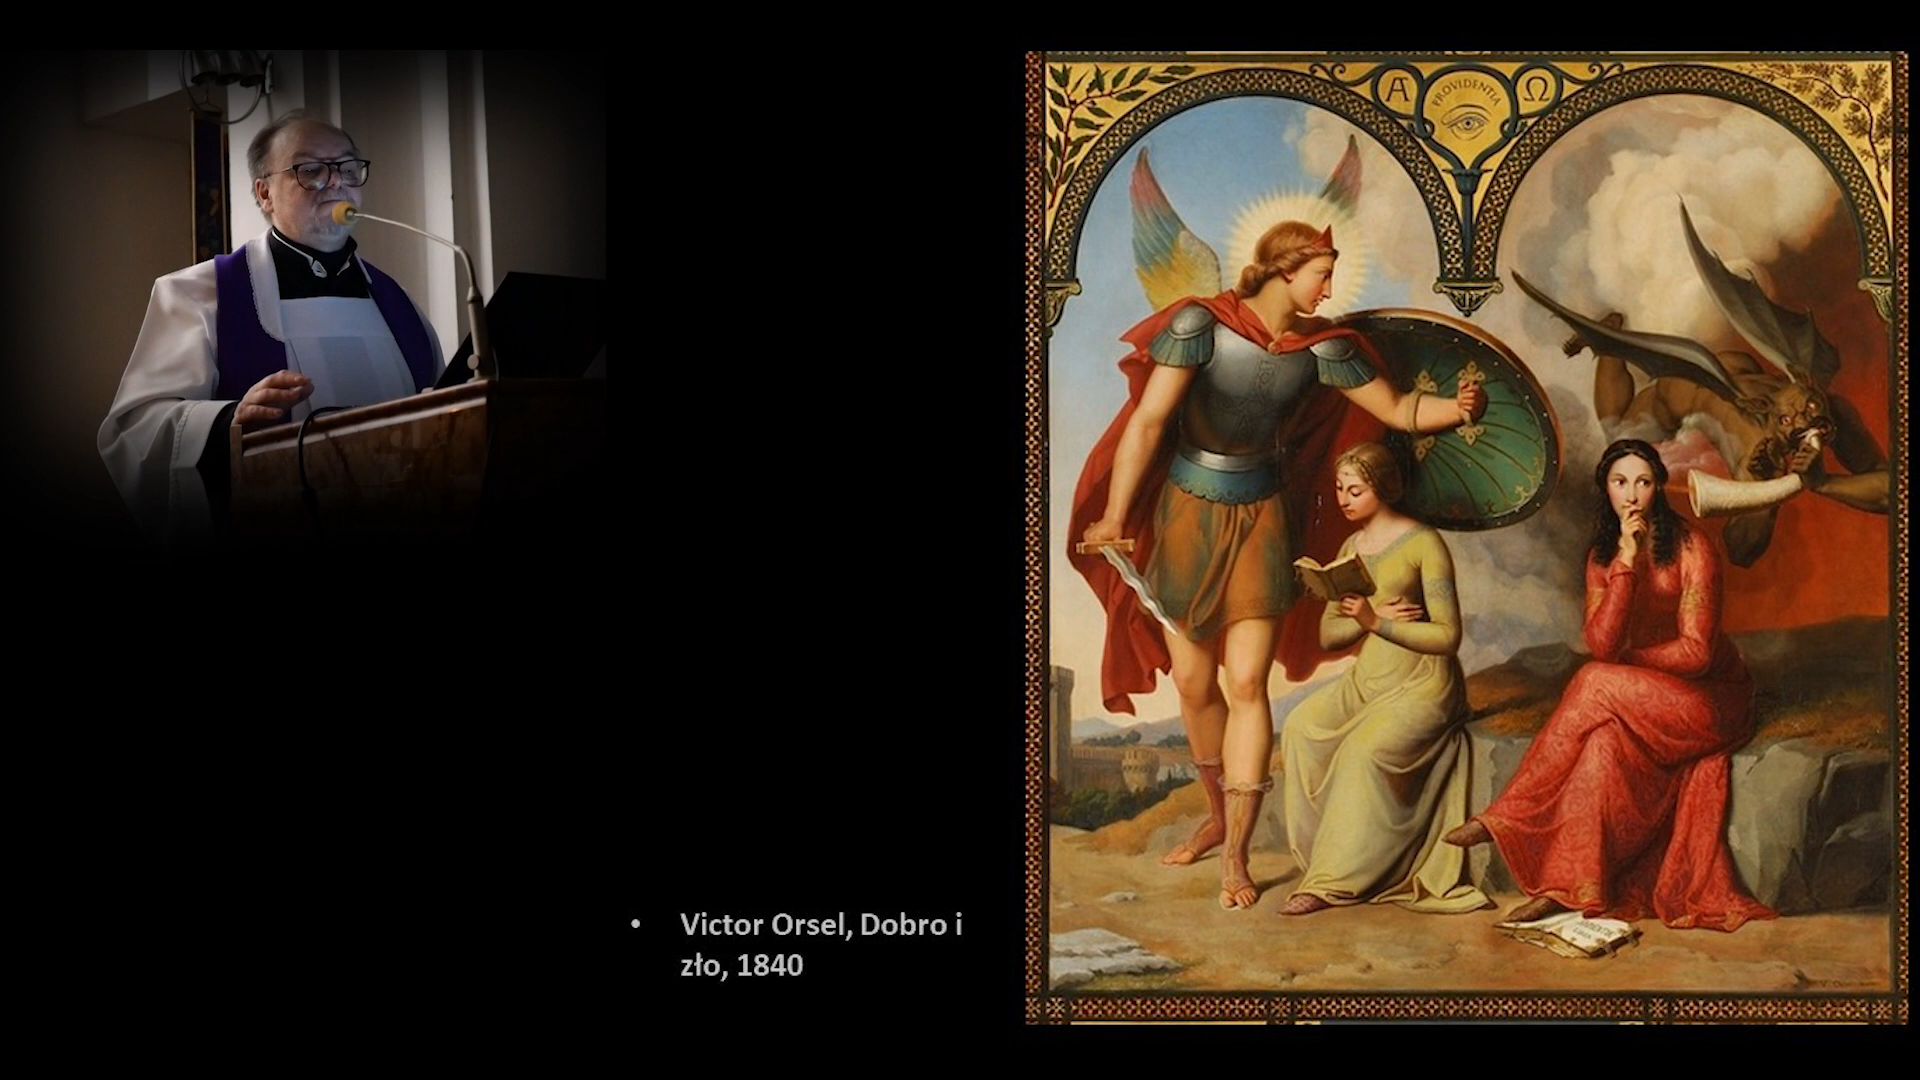 A PROVIDENTIA Ω
• Victor Orsel, Dobro i
zło, 1840